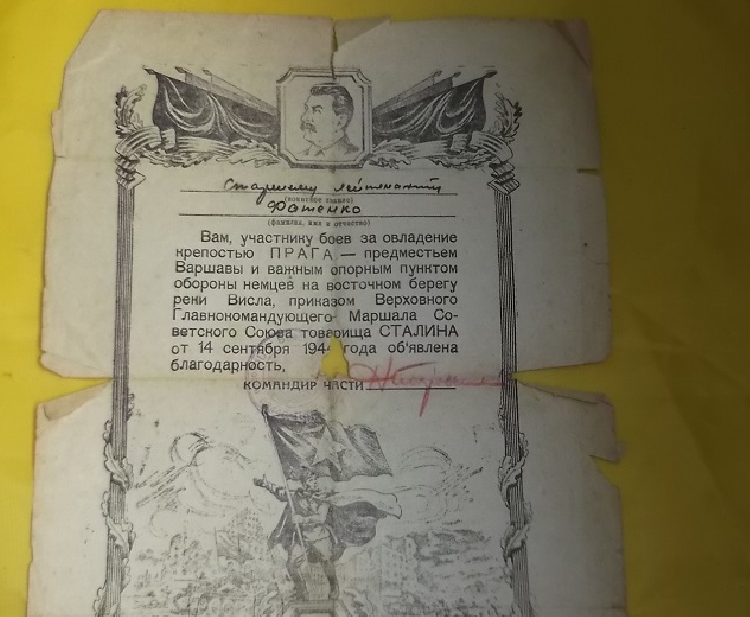 Старшему лейтенанту
(воинское звание)
Фоменко
(фамилия, имя и отчество)
Вам, участнику боев за овладение
крепостью ПРАГА — предместьем
Варшавы и важным опорным пунктом
обороны немцев на восточном берегу
реки Висла, приказом Верховного
Главнокомандующего Маршала Со-
ветского Союза товарища СТАЛИНА
от 14 сентября 1944 года об'явлена
благодарность.
КОМАНДИР ЧАСТИ